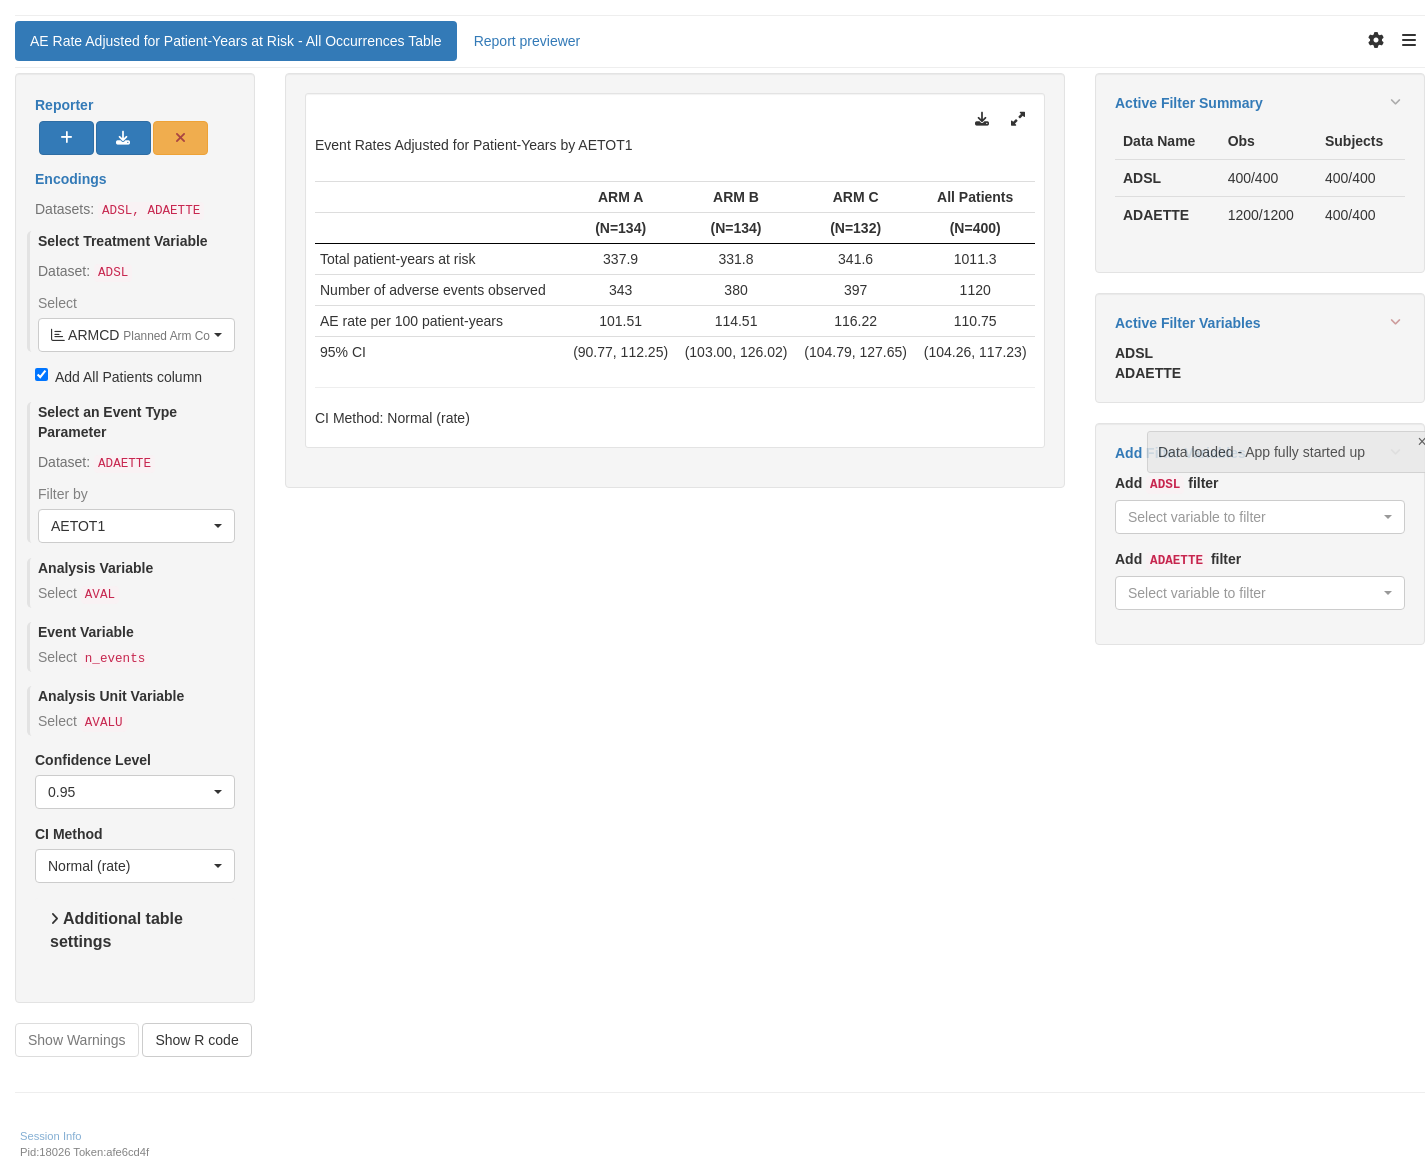 AE Rate Adjusted for Patient-Years at Risk - All Occurrences Table
Report previewer
Reporter
Encodings
Datasets: ADSL, ADAETTE
Select Treatment Variable
Dataset: ADSL
Select
ARMCD Planned Arm Co
Add All Patients column
Select an Event Type
Parameter
Dataset: ADAETTE
Filter by
AETOT1
Analysis Variable
Select AVAL
Event Variable
Select n_events
Analysis Unit Variable
Select AVALU
Confidence Level
0.95
CI Method
Normal (rate)
Additional table
settings
Show Warnings
Show R code
Event Rates Adjusted for Patient-Years by AETOT1
ARM A ARM B ARM C All Patients
(N=134) (N=134) (N=132) (N=400)
Total patient-years at risk 337.9 331.8 341.6 1011.3
Number of adverse events observed 343 380 397 1120
AE rate per 100 patient-years 101.51 114.51 116.22 110.75
95% CI (90.77, 112.25) (103.00, 126.02) (104.79, 127.65) (104.26, 117.23)
CI Method: Normal (rate)
Active Filter Summary
Data Name Obs Subjects
ADSL 400/400 400/400
ADAETTE 1200/1200 400/400
Active Filter Variables
ADSL
ADAETTE
Add
Data loaded - App fully started up
Add ADSL filter
Select variable to filter
Add ADAETTE filter
Select variable to filter
Session Info
Pid:18026 Token:afe6cd4f